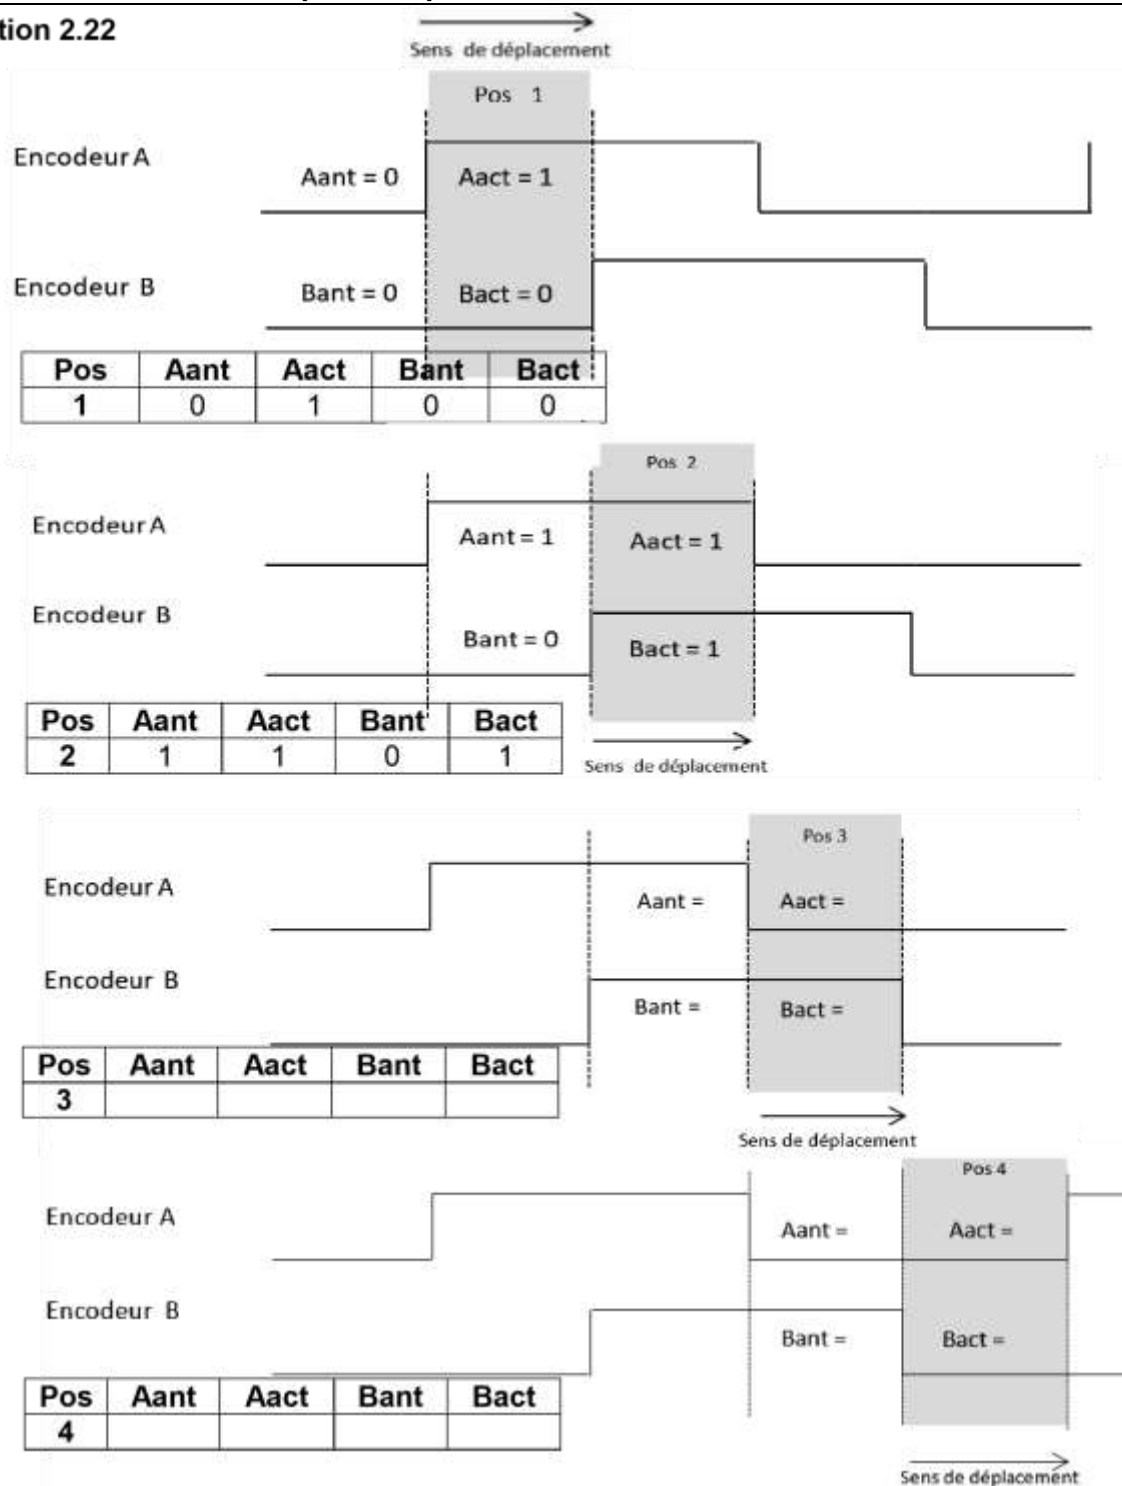 tion 2.22
Sens de déplacement
Pos 1
Encodeur A
Aant = 0 Aact = 1
Encodeur B
Bant = 0 Bact = 0
Pos Aant Aact Bant Bact
1 0 1 0 0
Pos 2
Encodeur A
Aant = 1 Aact = 1
Encodeur B
Bant = 0 Bact = 1
Pos Aant Aact Bant Bact
2 1 1 0 1
Sens de déplacement
Pos 3
Encodeur A
Aant = Aact =
Encodeur B
Bant = Bact =
Pos Aant Aact Bant Bact
3
Sens de déplacement
Pos 4
Encodeur A
Aant = Aact =
Encodeur B
Bant = Bact =
Pos Aant Aact Bant Bact
4
Sens de déplacement